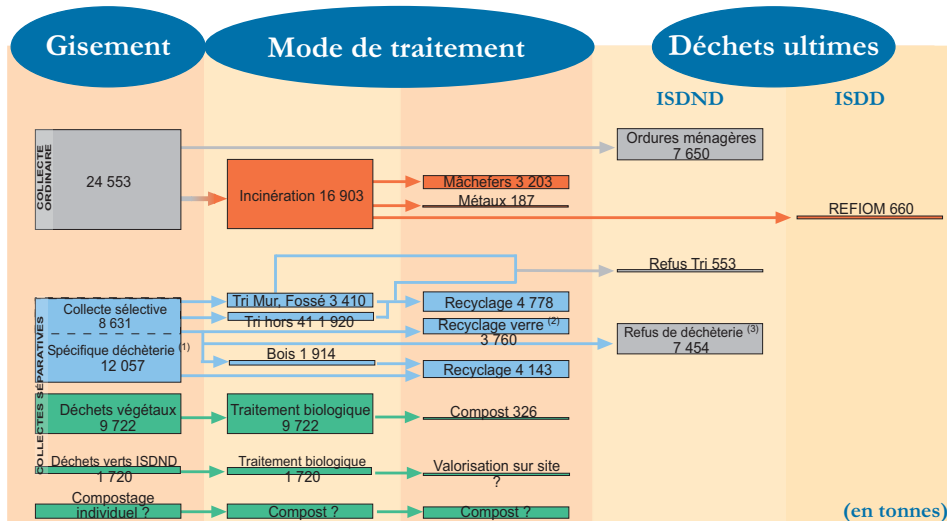 Gisement
Mode de traitement
Déchets ultimes
ISDND
ISDD
COLLECTE
ORDINAIRE
24 553
Incinération 16 903
Mâchefers 3 203
Métaux 187
Ordures ménagères
7 650
REFIOM 660
COLLECTES SÉPARATIVES
Collecte sélective
8 631
Spécifique déchèterie (1)
12 057
Tri Mur, Fossé 3 410
Tri hors 41 1 920
Bois 1 914
Recyclage 4 778
Recyclage verre (2)
3 760
Recyclage 4 143
Refus Tri 553
Refus de déchèterie (3)
7 454
Déchets végétaux
9 722
Traitement biologique
9 722
Compost 326
Déchets verts ISDND
1 720
Traitement biologique
1 720
Valorisation sur site
?
Compostage
individuel ?
Compost ?
Compost ?
(en tonnes)